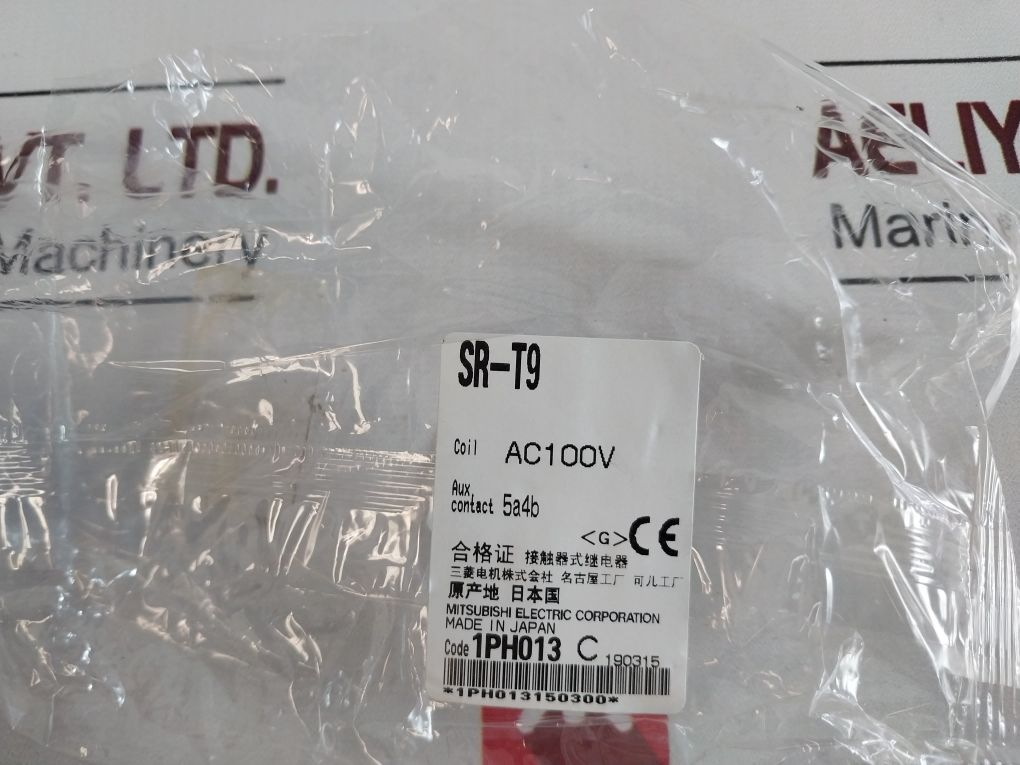 VT. LTD.
Machinery
AELIY
Marin
SR-T9
Coil AC100V
Aux.
contact 5a4b
<G> CE
合格证 接触器式继电器
三菱电机株式会社 名古屋工厂 可儿工厂
原产地 日本国
MITSUBISHI ELECTRIC CORPORATION
MADE IN JAPAN
Code 1PH013 C 190315
*1PH013150300*